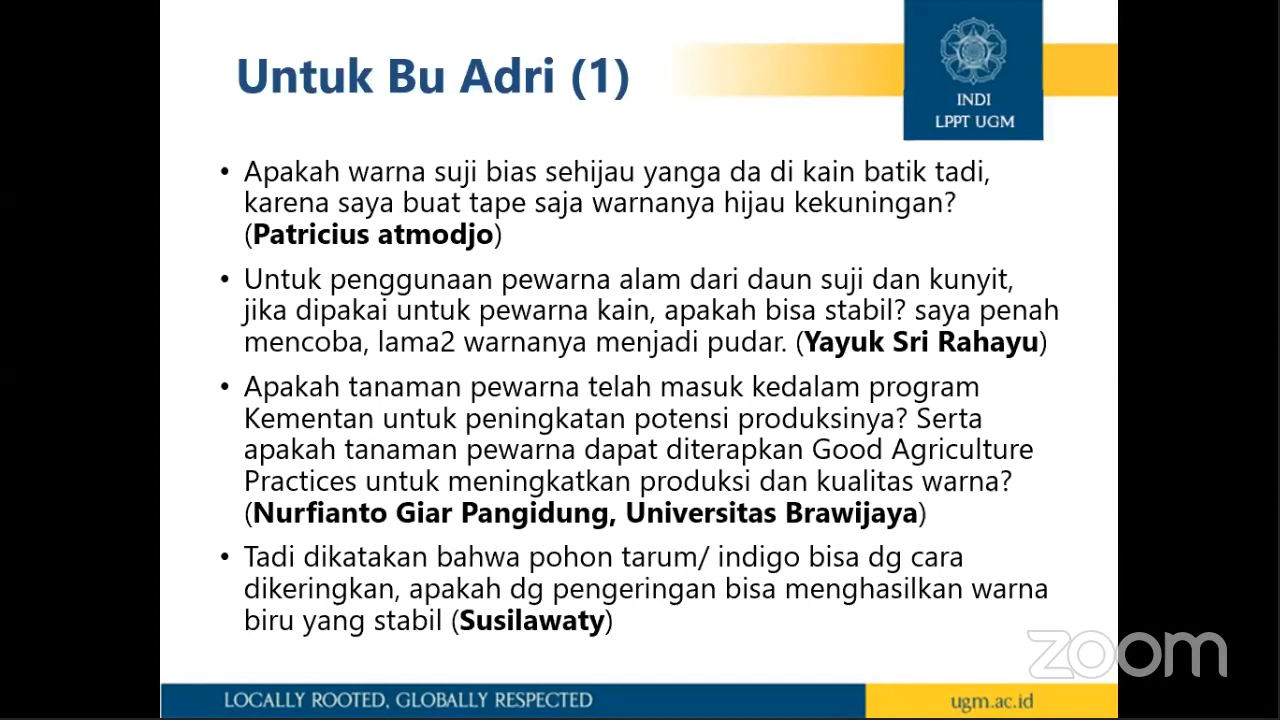 Untuk Bu Adri (1)
INDI
LPPT UGM
• Apakah warna suji bias sehijau yanga da di kain batik tadi,
karena saya buat tape saja warnanya hijau kekuningan?
(Patricius atmodjo)
• Untuk penggunaan pewarna alam dari daun suji dan kunyit,
jika dipakai untuk pewarna kain, apakah bisa stabil? saya penah
mencoba, lama2 warnanya menjadi pudar. (Yayuk Sri Rahayu)
• Apakah tanaman pewarna telah masuk kedalam program
Kementan untuk peningkatan potensi produksinya? Serta
apakah tanaman pewarna dapat diterapkan Good Agriculture
Practices untuk meningkatkan produksi dan kualitas warna?
(Nurfianto Giar Pangidung, Universitas Brawijaya)
• Tadi dikatakan bahwa pohon tarum/ indigo bisa dg cara
dikeringkan, apakah dg pengeringan bisa menghasilkan warna
biru yang stabil (Susilawaty)
zoom
LOCALLY ROOTED, GLOBALLY RESPECTED
ugm.ac.id